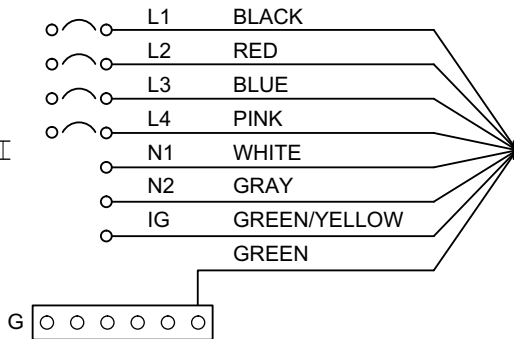 L1 BLACK
L2 RED
L3 BLUE
L4 PINK
N1 WHITE
N2 GRAY
IG GREEN/YELLOW
GREEN
G